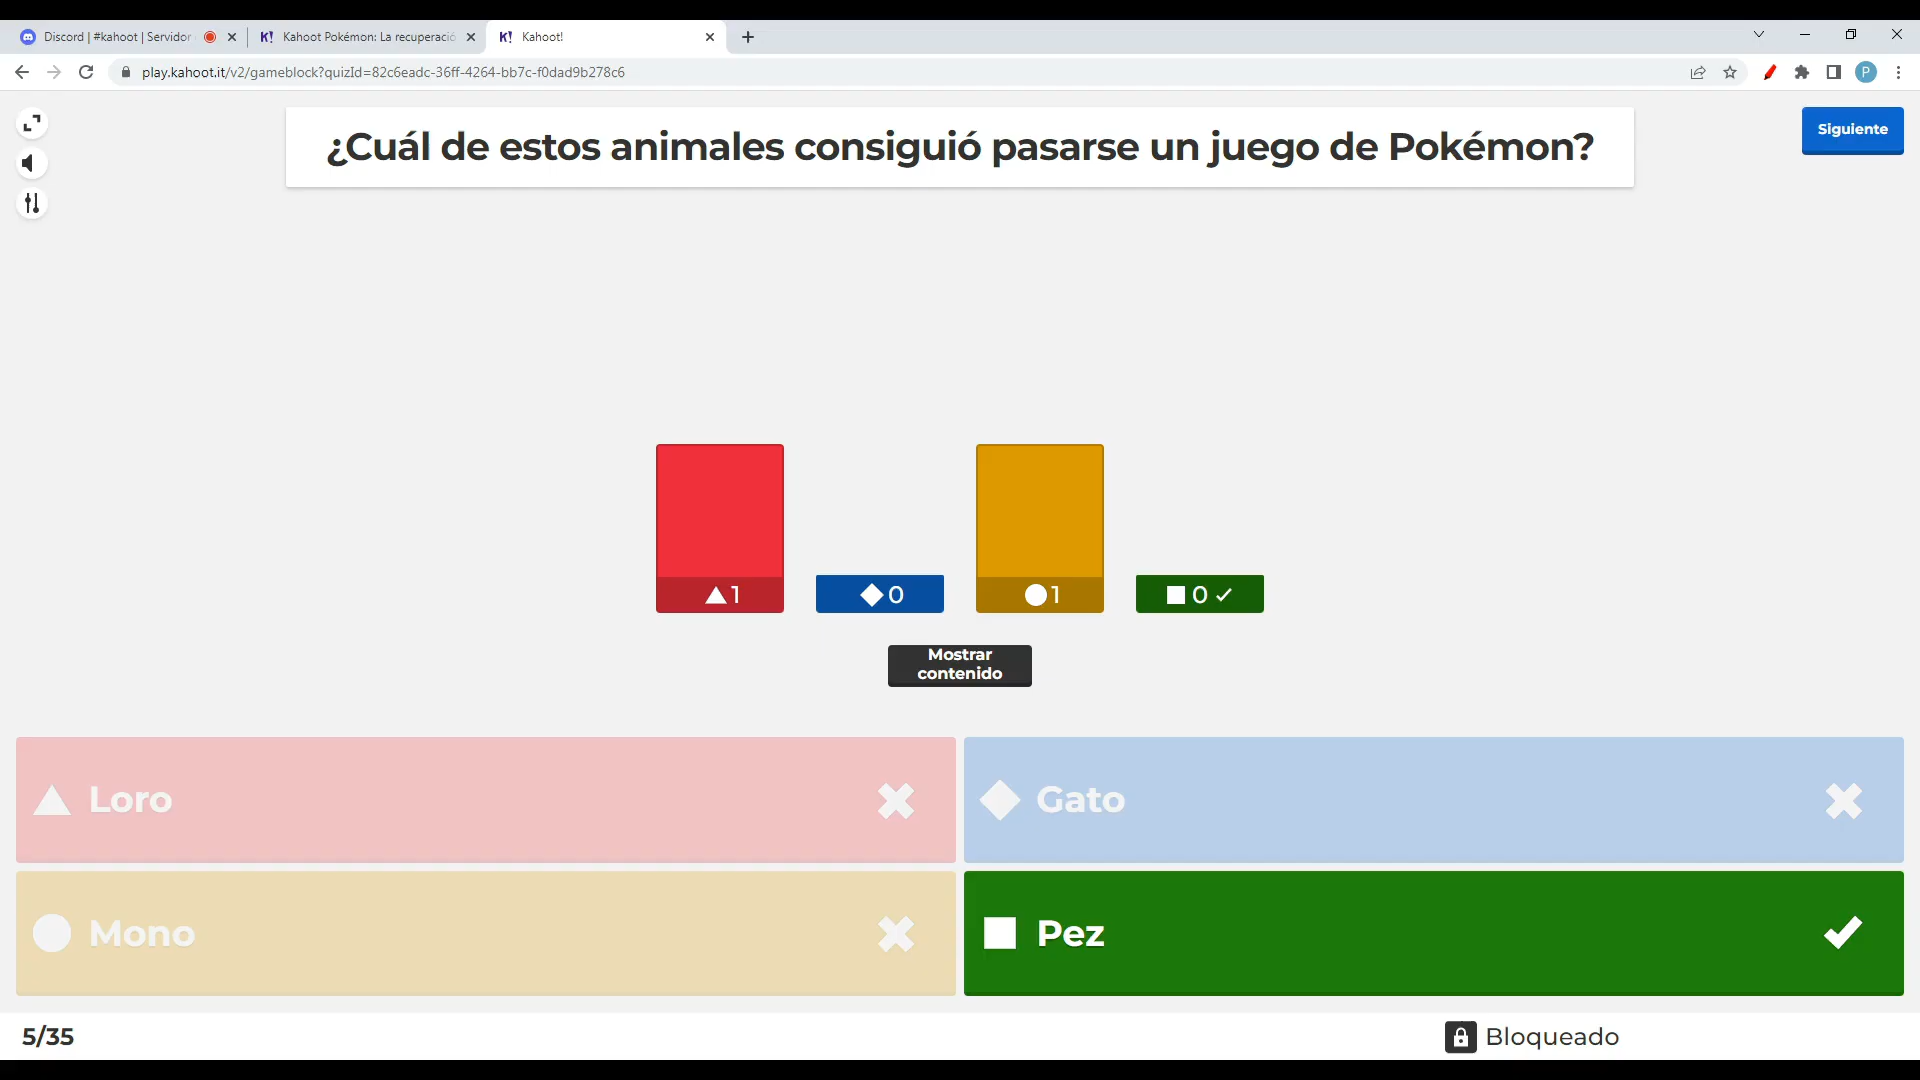 Discord | #kahoot | Servidor
K! Kahoot Pokémon: La recuperació
K! Kahoot!
play.kahoot.it/v2/gameblock?quizId=82c6eadc-36ff-4264-bb7c-f0dad9b278c6
P
¿Cuál de estos animales consiguió pasarse un juego de Pokémon?
Siguiente
1
0
1
0
Mostrar
contenido
Loro
Gato
Mono
Pez
5/35
Bloqueado